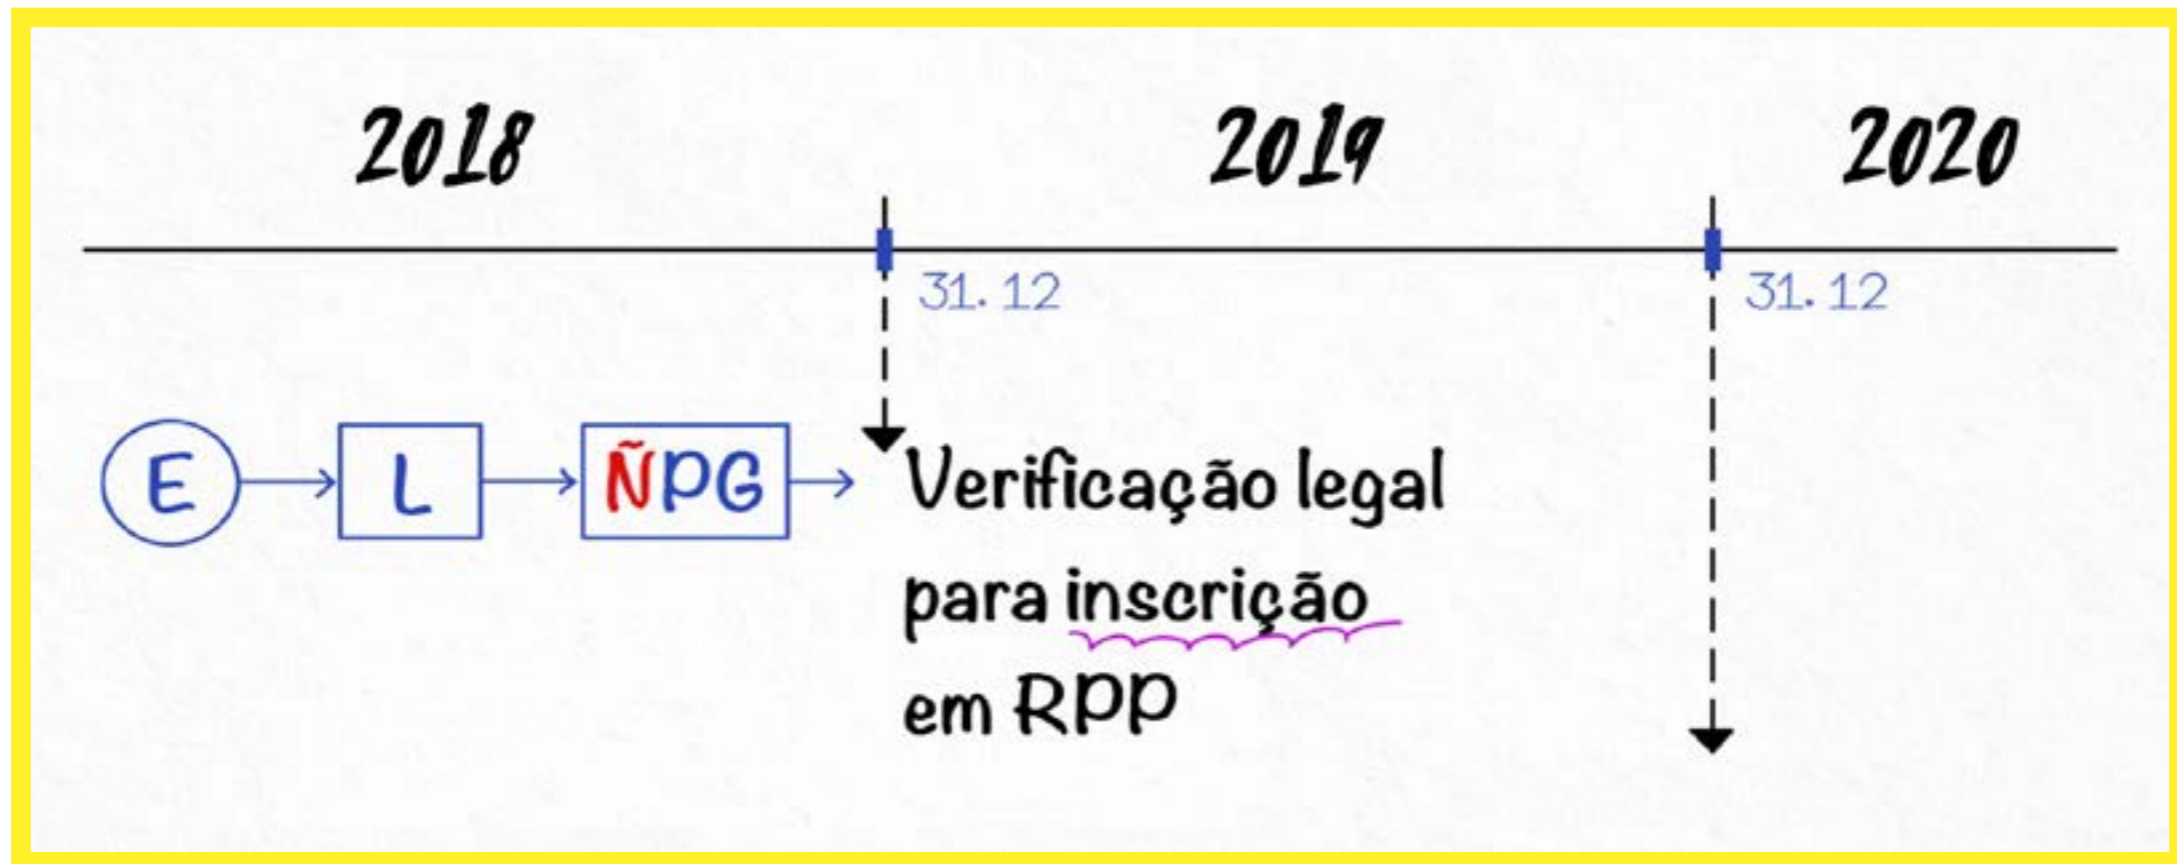 2018 2019 2020
31.12 31.12
E L ÑPG Verificação legal
para inscrição
em RPP